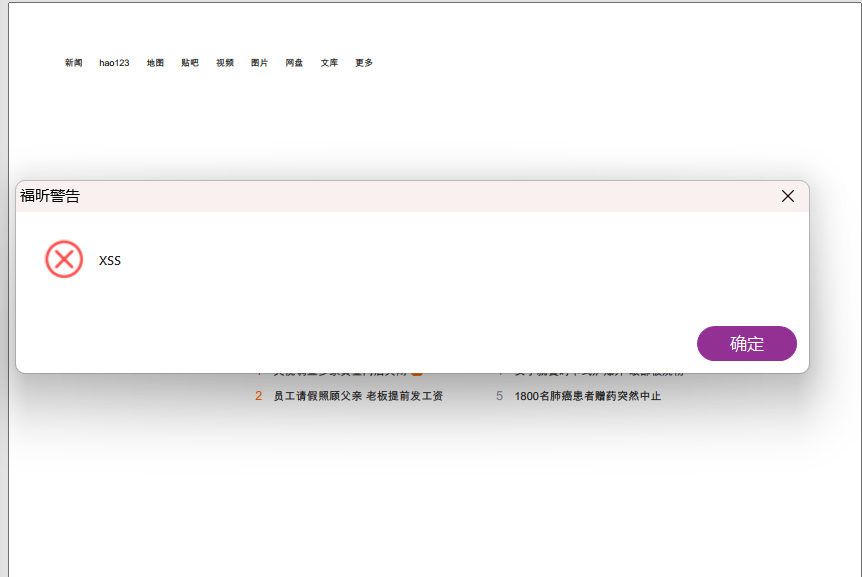 新闻 hao123 地图 贴吧 视频 图片 网盘 文库 更多
福昕警告
XSS
确定
2 员工请假照顾父亲 老板提前发工资
5 1800名肺癌患者赠药突然中止